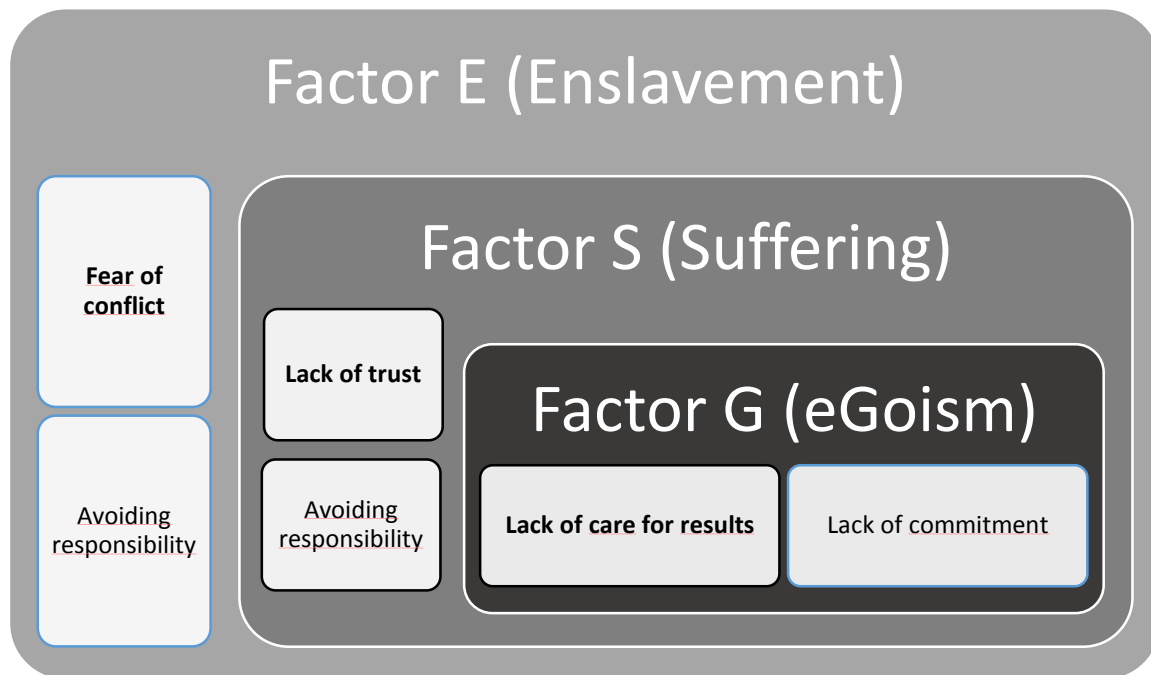 Factor E (Enslavement)
Fear of
conflict
Avoiding
responsibility
Factor S (Suffering)
Lack of trust
Avoiding
responsibility
Factor G (eGoism)
Lack of care for results
Lack of commitment